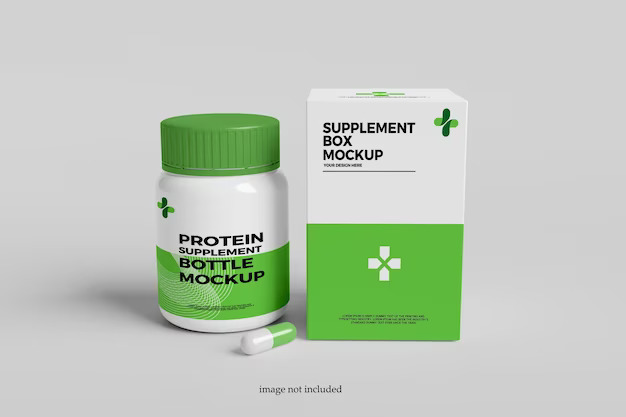 PROTEIN
SUPPLEMENT
BOTTLE
MOCKUP
SUPPLEMENT
BOX
MOCKUP
YOUR DESIGN HERE
image not included